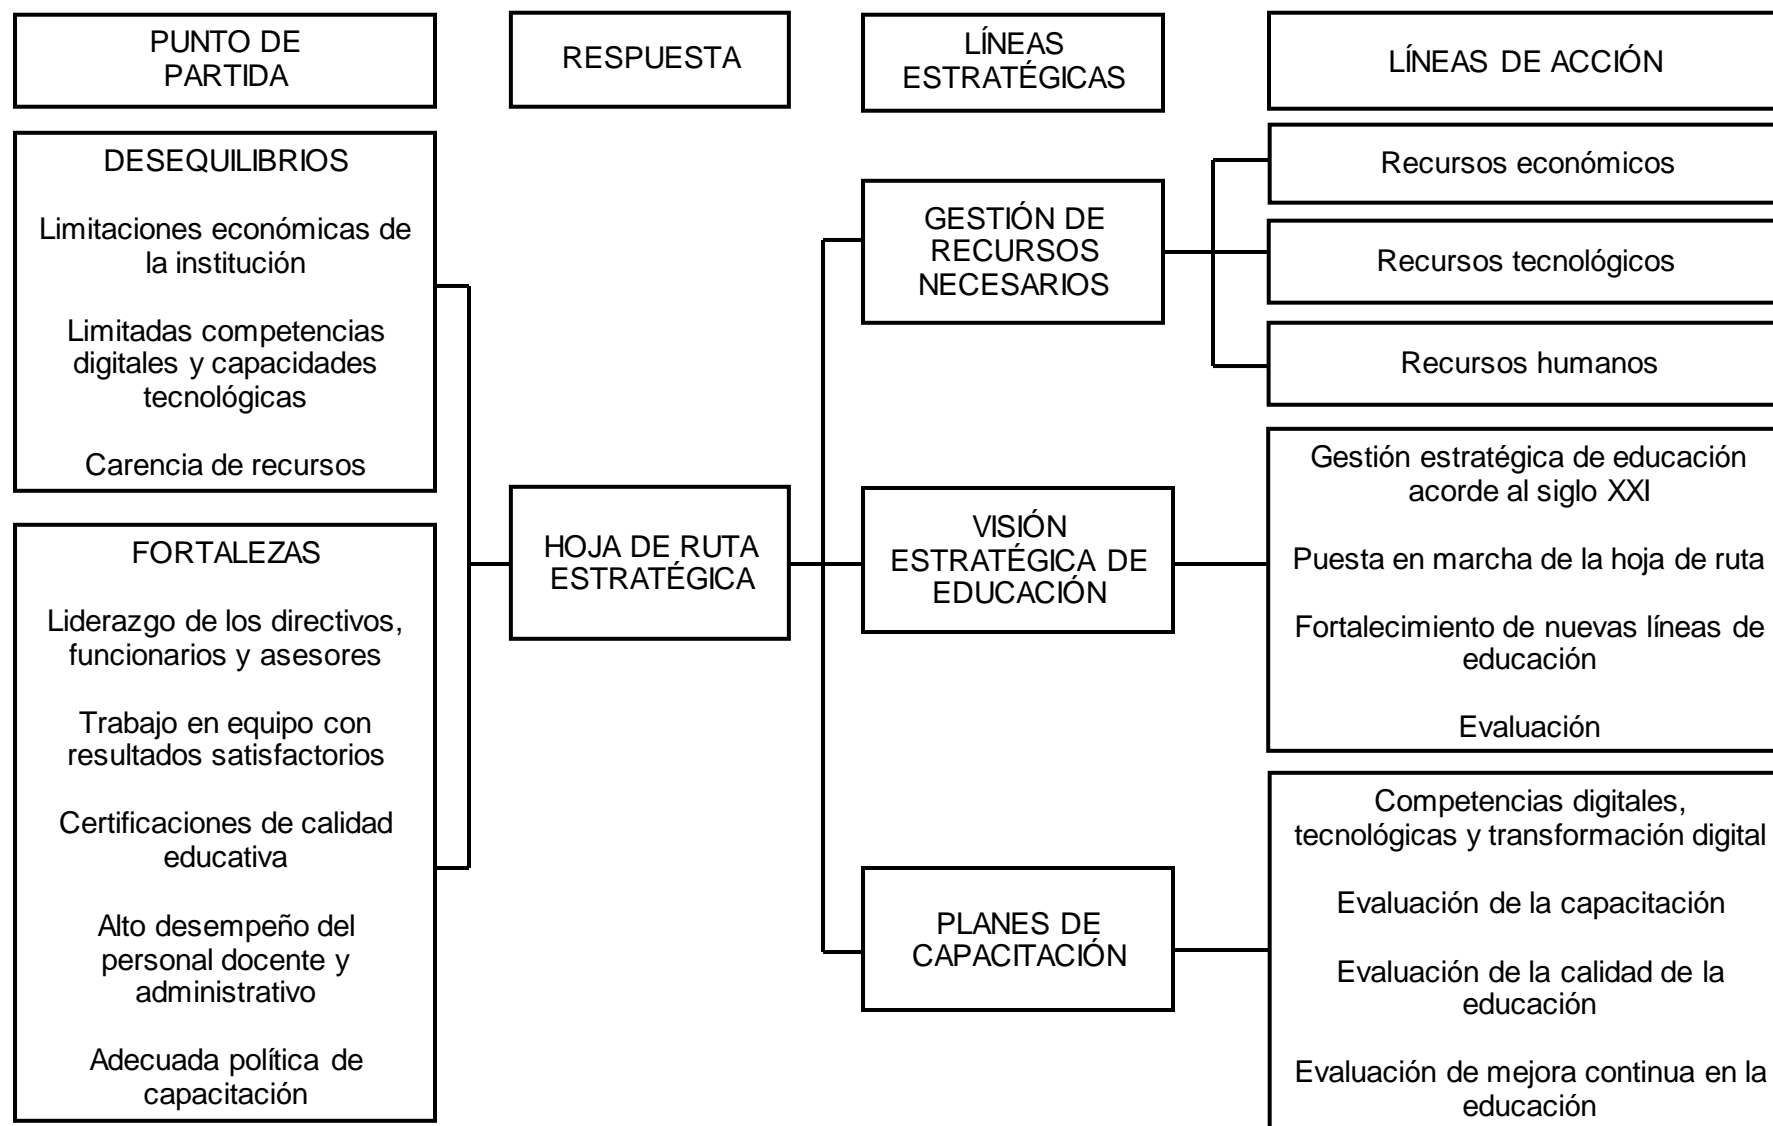 PUNTO DE
PARTIDA
RESPUESTA
LÍNEAS
ESTRATÉGICAS
LÍNEAS DE ACCIÓN
DESEQUILIBRIOS
Limitaciones económicas de
la institución
Limitadas competencias
digitales y capacidades
tecnológicas
Carencia de recursos
FORTALEZAS
Liderazgo de los directivos,
funcionarios y asesores
Trabajo en equipo con
resultados satisfactorios
Certificaciones de calidad
educativa
Alto desempeño del
personal docente y
administrativo
Adecuada política de
capacitación
HOJA DE RUTA
ESTRATÉGICA
GESTIÓN DE
RECURSOS
NECESARIOS
VISIÓN
ESTRATÉGICA DE
EDUCACIÓN
PLANES DE
CAPACITACIÓN
Recursos económicos
Recursos tecnológicos
Recursos humanos
Gestión estratégica de educación
acorde al siglo XXI
Puesta en marcha de la hoja de ruta
Fortalecimiento de nuevas líneas de
educación
Evaluación
Competencias digitales,
tecnológicas y transformación digital
Evaluación de la capacitación
Evaluación de la calidad de la
educación
Evaluación de mejora continua en la
educación